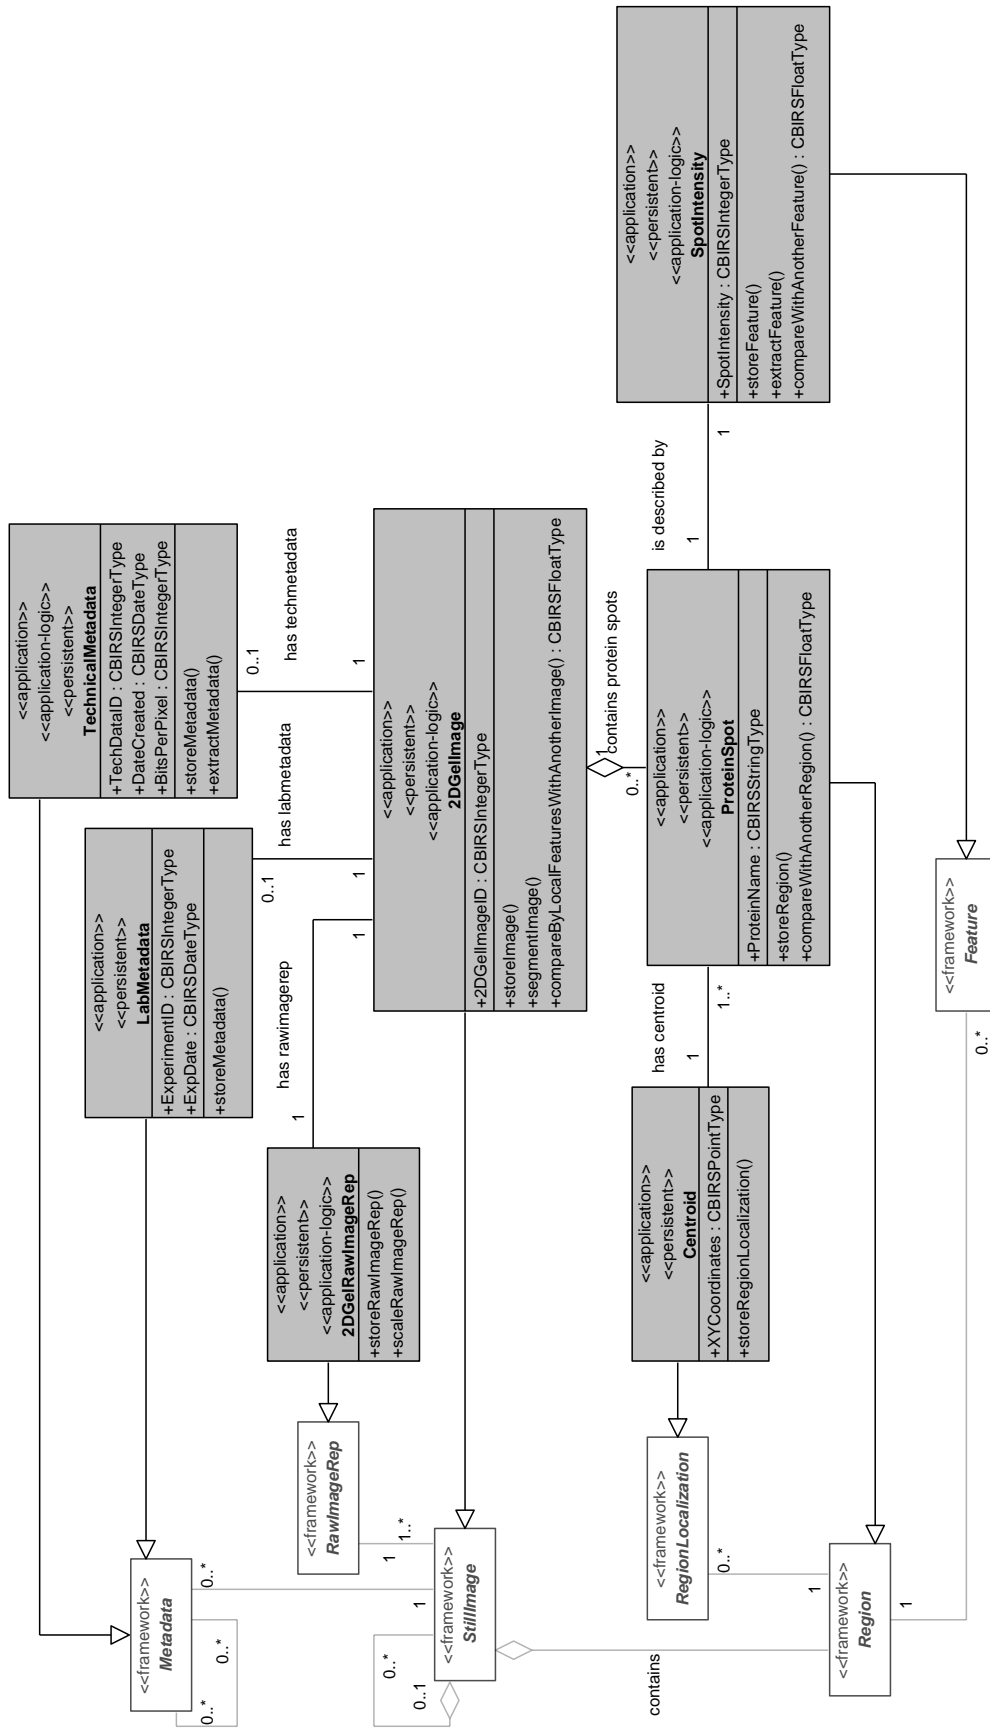 <<application>>
<<application-logic>>
<<persistent>>
TechnicalMetadata
+TechDataID : CBIRSIntegerType
+DateCreated : CBIRSDateType
+BitsPerPixel : CBIRSIntegerType
+storeMetadata()
+extractMetadata()
<<application>>
<<persistent>>
LabMetadata
+ExperimentID : CBIRSIntegerType
+ExpDate : CBIRSDateType
+storeMetadata()
<<framework>>
Metadata
0..*
0..*
0..*
1
0..1
has techmetadata
1
0..1
has labmetadata
1
<<application>>
<<persistent>>
<<application-logic>>
2DGelRawImageRep
+storeRawImageRep()
+scaleRawImageRep()
1
has rawimagerep
1
<<framework>>
RawImageRep
1
1..*
<<framework>>
StillImage
0..*
0..1
<<application>>
<<persistent>>
<<application-logic>>
2DGelImage
+2DGelImageID : CBIRSIntegerType
+storeImage()
+segmentImage()
+compareByLocalFeaturesWithAnotherImage() : CBIRSFloatType
1
contains protein spots
0..*
<<application>>
<<persistent>>
<<application-logic>>
SpotIntensity
+SpotIntensity : CBIRSIntegerType
+storeFeature()
+extractFeature()
+compareWithAnotherFeature() : CBIRSFloatType
<<application>>
<<persistent>>
<<application-logic>>
ProteinSpot
+ProteinName : CBIRSStringType
+storeRegion()
+compareWithAnotherRegion() : CBIRSFloatType
is described by
1
1
<<application>>
<<persistent>>
Centroid
+XYCoordinates : CBIRSPointType
+storeRegionLocalization()
has centroid
1
1..*
<<framework>>
RegionLocalization
0..*
1
contains
<<framework>>
Region
1
<<framework>>
Feature
0..*